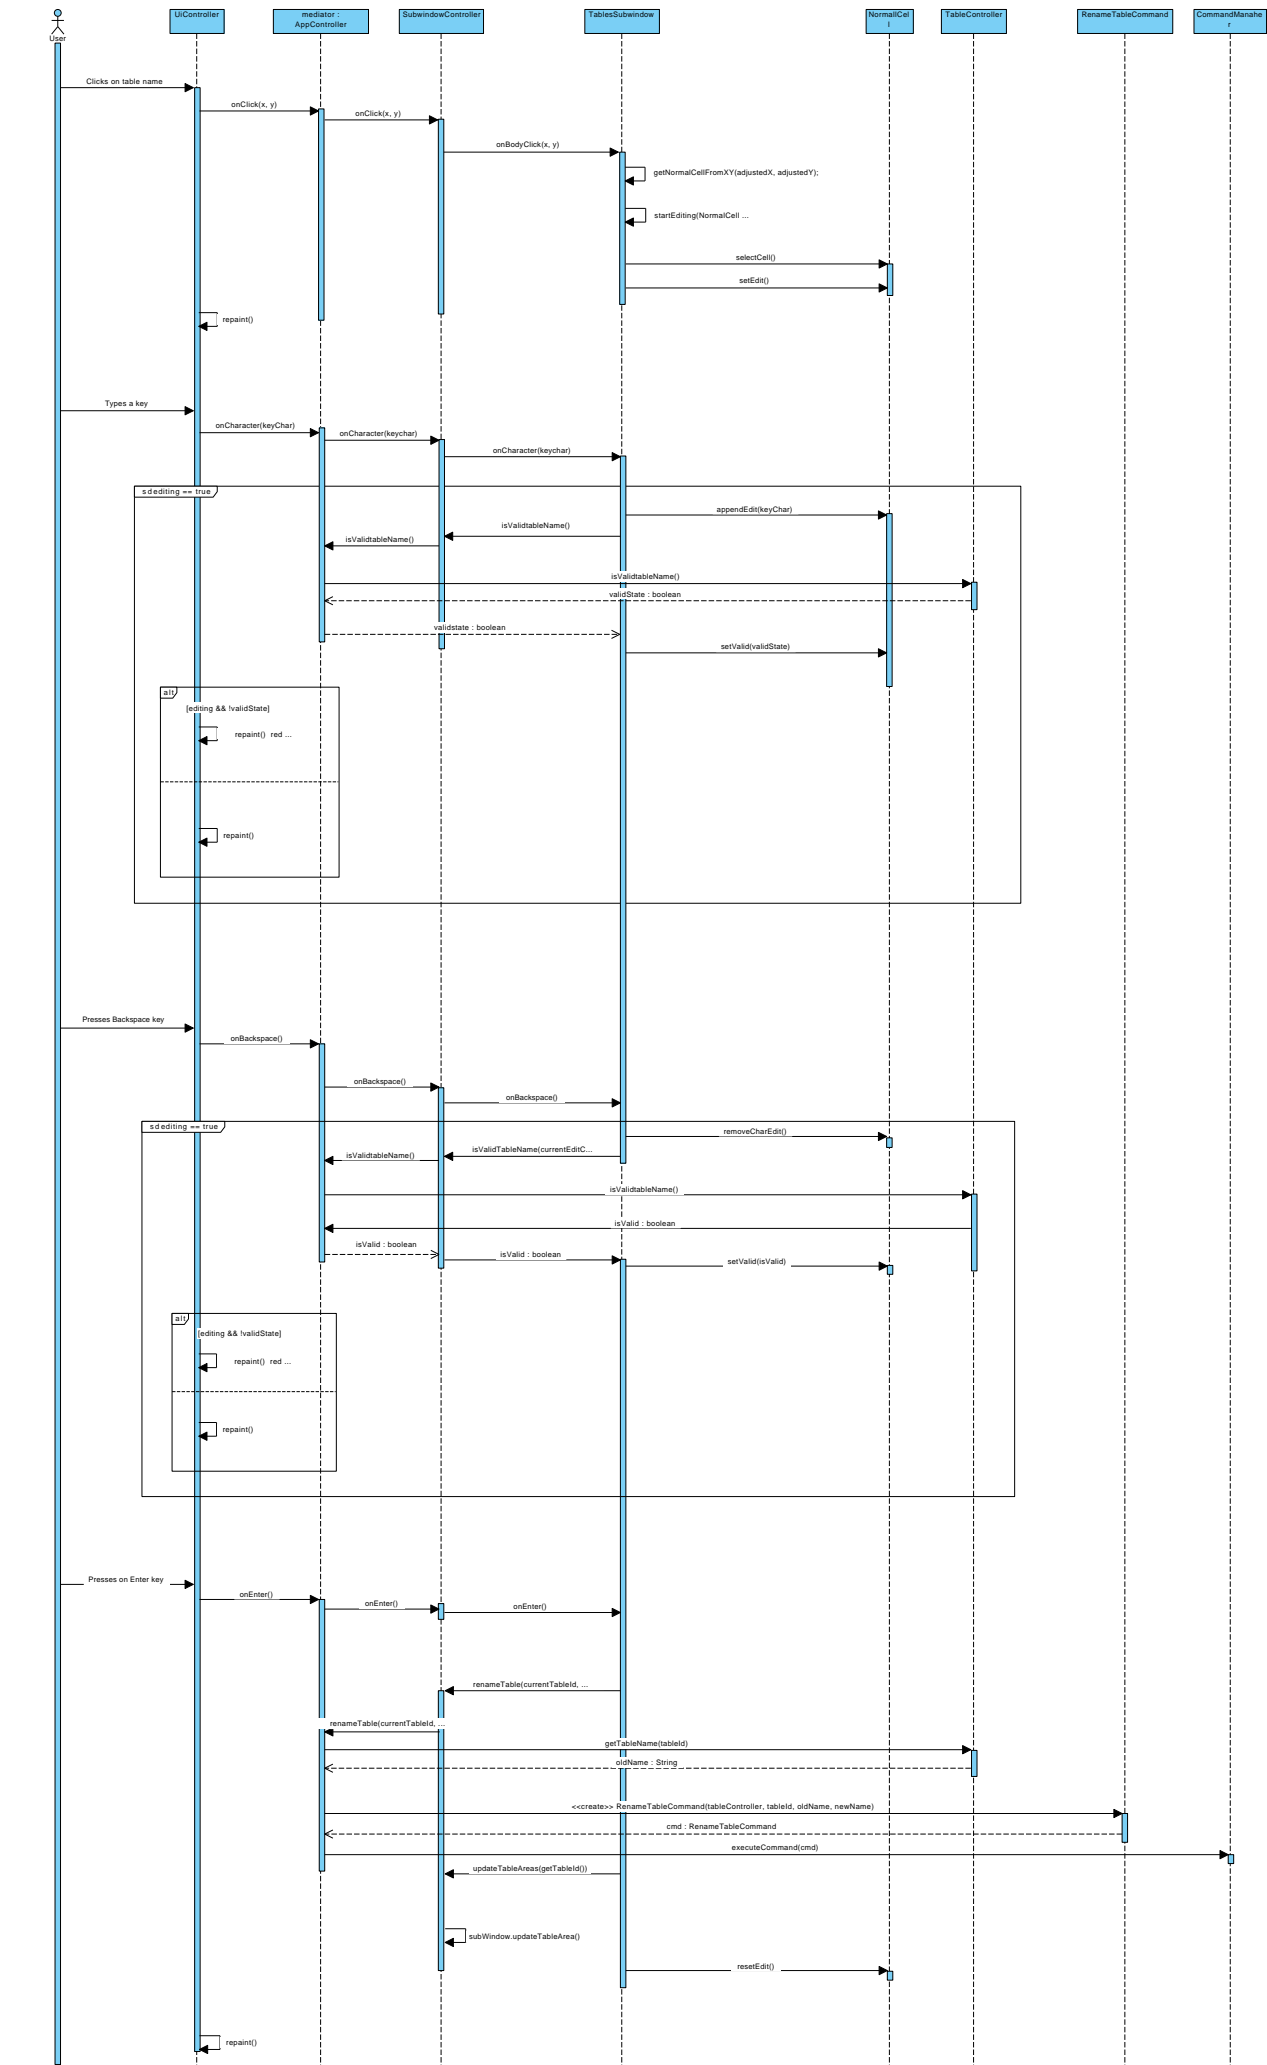 UiController
mediator :
AppController
SubwindowController
TablesSubwindow
NormallCel
l
TableController
RenameTableCommand
CommandManahe
r
User
Clicks on table name
onClick(x, y)
onClick(x, y)
onBodyClick(x, y)
getNormalCellFromXY(adjustedX, adjustedY);
startEditing(NormalCell ...
selectCell()
setEdit()
repaint()
Types a key
onCharacter(keyChar)
onCharacter(keychar)
onCharacter(keychar)
sd editing == true
appendEdit(keyChar)
isValidtableName()
isValidtableName()
isValidtableName()
validState : boolean
validstate : boolean
setValid(validState)
alt
[editing && !validState]
repaint() red ...
repaint()
Presses Backspace key
onBackspace()
onBackspace()
onBackspace()
sd editing == true
removeCharEdit()
isValidTableName(currentEditC...
isValidtableName()
isValidtableName()
isValid : boolean
isValid : boolean
isValid : boolean
setValid(isValid)
alt
[editing && !validState]
repaint() red ...
repaint()
Presses on Enter key
onEnter()
onEnter()
onEnter()
renameTable(currentTableId, ...
renameTable(currentTableId, ...
getTableName(tableId)
oldName : String
<<create>> RenameTableCommand(tableController, tableId, oldName, newName)
cmd : RenameTableCommand
executeCommand(cmd)
updateTableAreas(getTableId())
subWindow.updateTableArea()
resetEdit()
repaint()